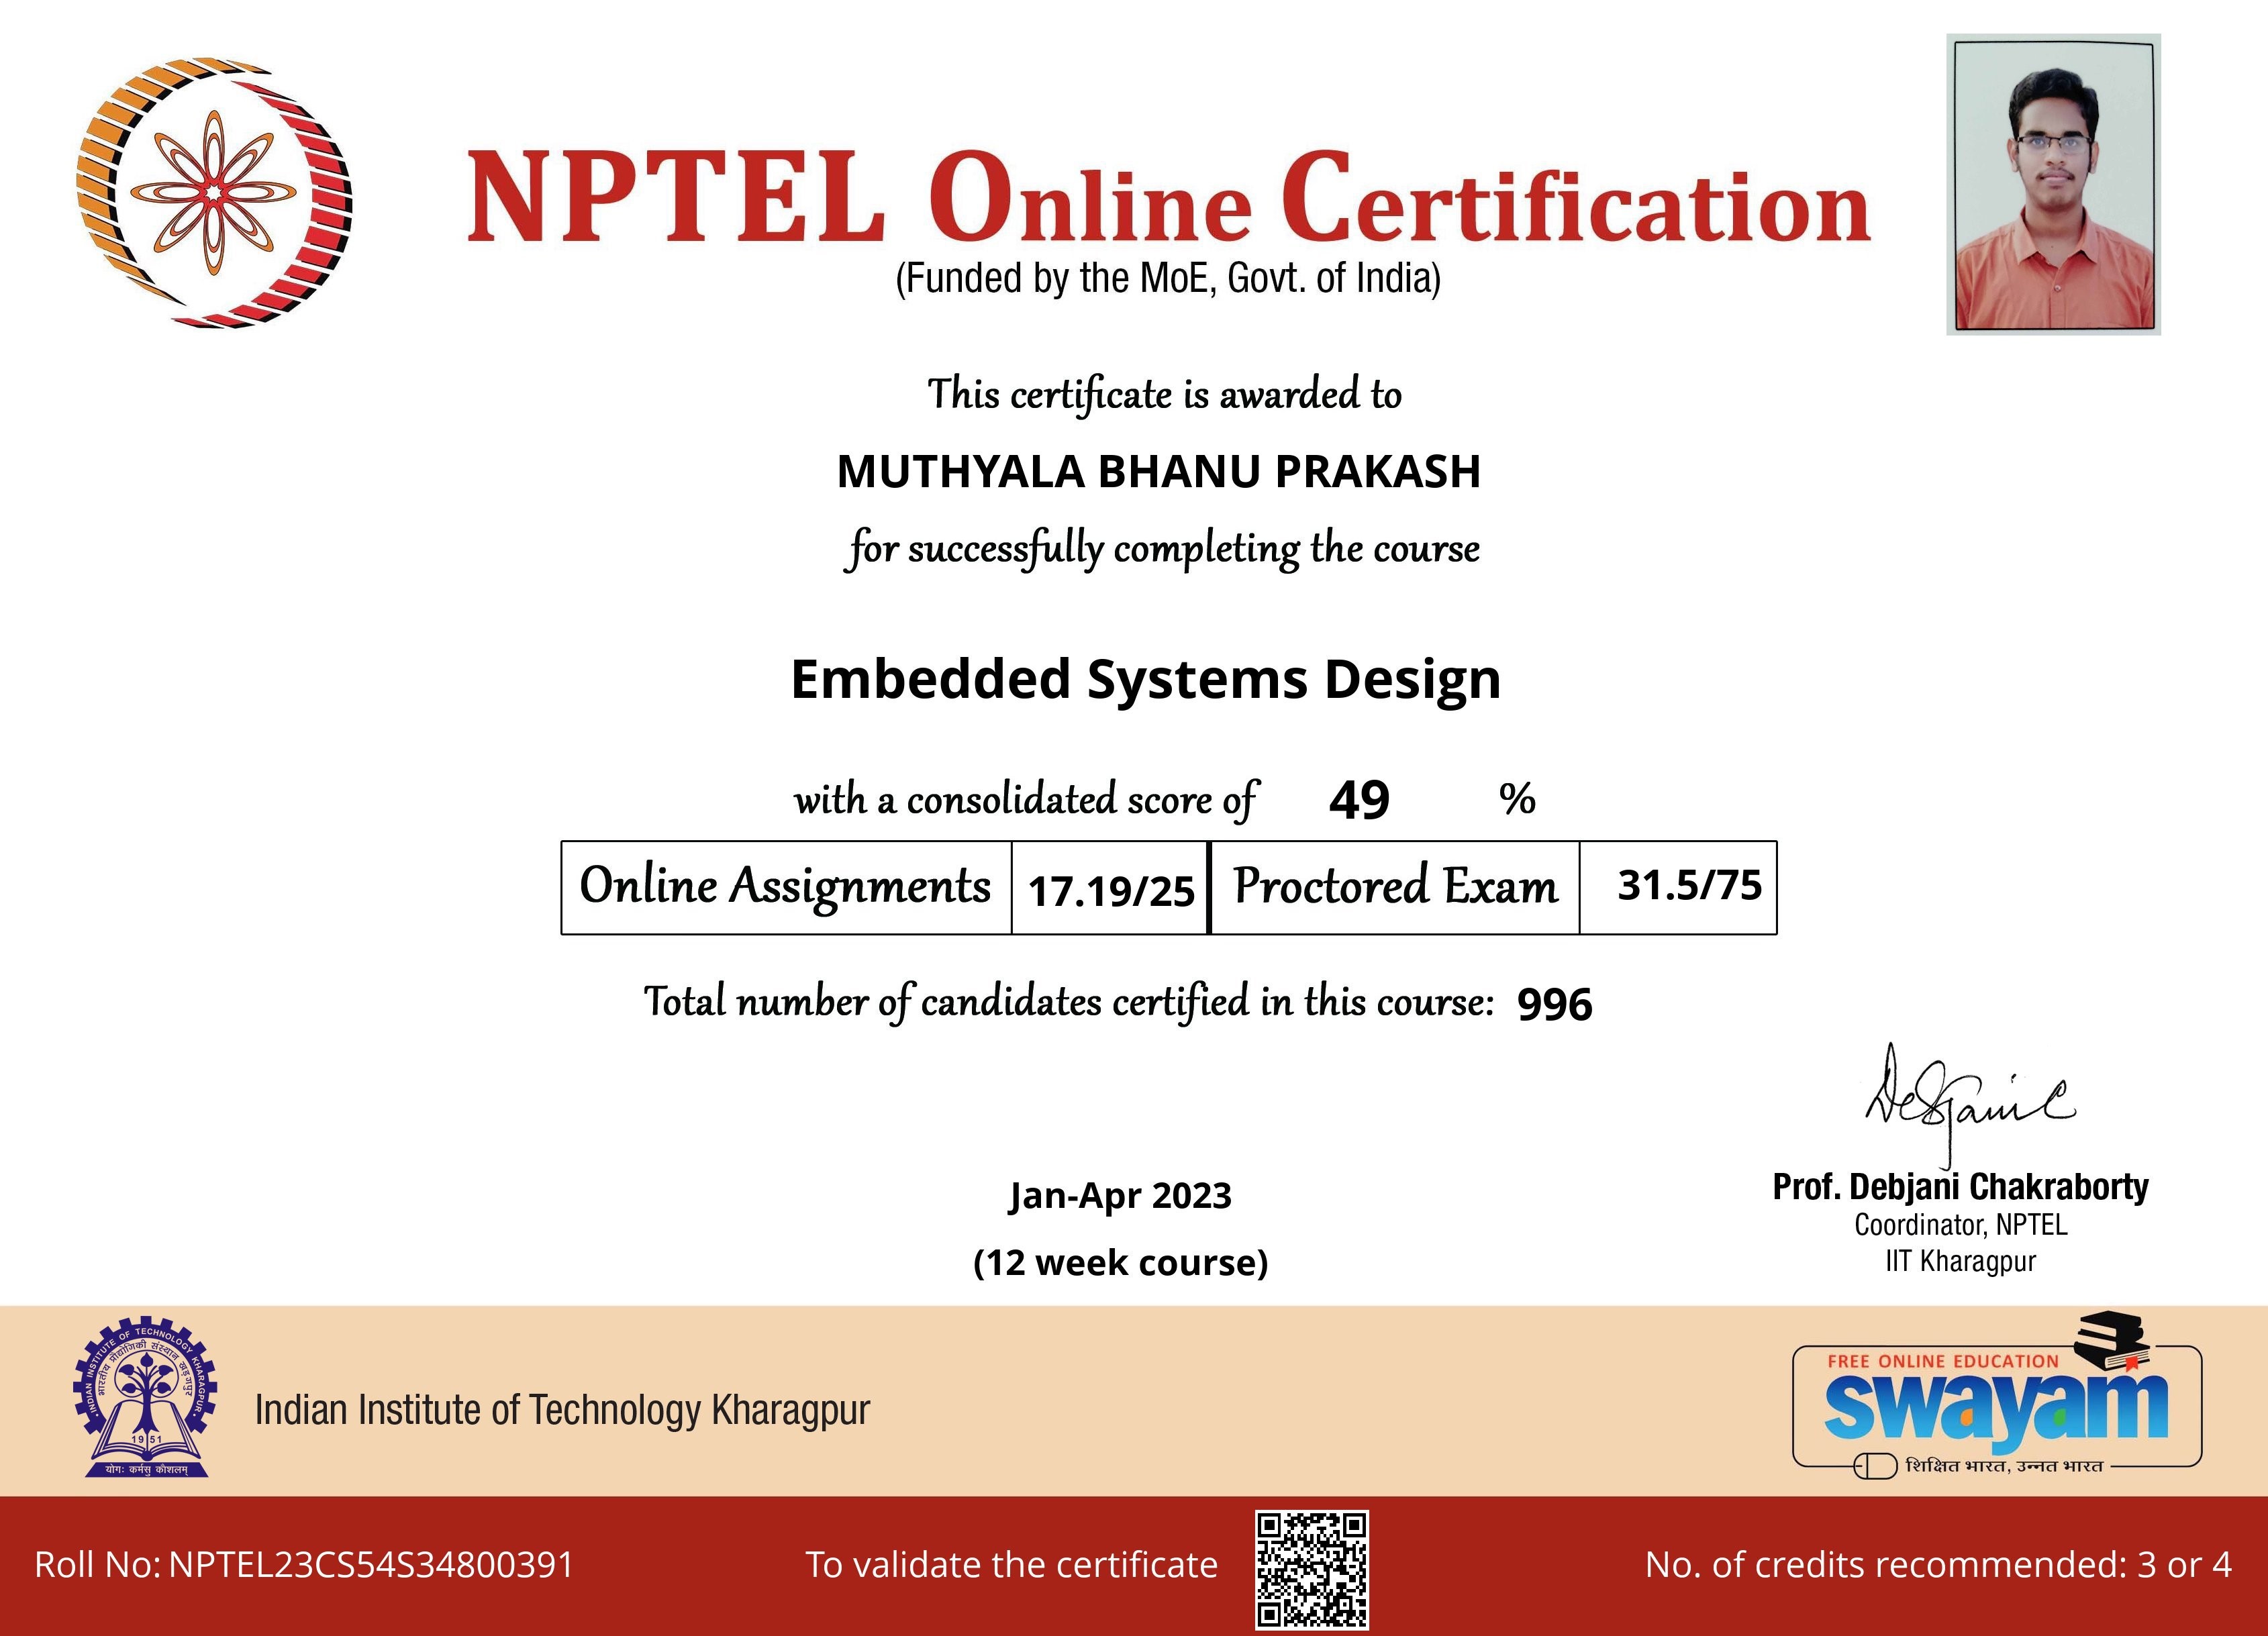 NPTEL Online Certification
(Funded by the MoE, Govt. of India)
This certificate is awarded to
MUTHYALA BHANU PRAKASH
for successfully completing the course
Embedded Systems Design
with a consolidated score of 49 %
Online Assignments 17.19/25 Proctored Exam 31.5/75
Total number of candidates certified in this course: 996
Debjani C
Jan-Apr 2023
(12 week course)
Prof. Debjani Chakraborty
Coordinator, NPTEL
IIT Kharagpur
INDIAN INSTITUTE OF TECHNOLOGY KHARAGPUR
भारतीय प्रौद्योगिकी संस्थान खड़गपुर
1951
योगः कर्मसु कौशलम्
Indian Institute of Technology Kharagpur
FREE ONLINE EDUCATION
swayam
शिक्षित भारत, उन्नत भारत
Roll No: NPTEL23CS54S34800391
To validate the certificate
No. of credits recommended: 3 or 4